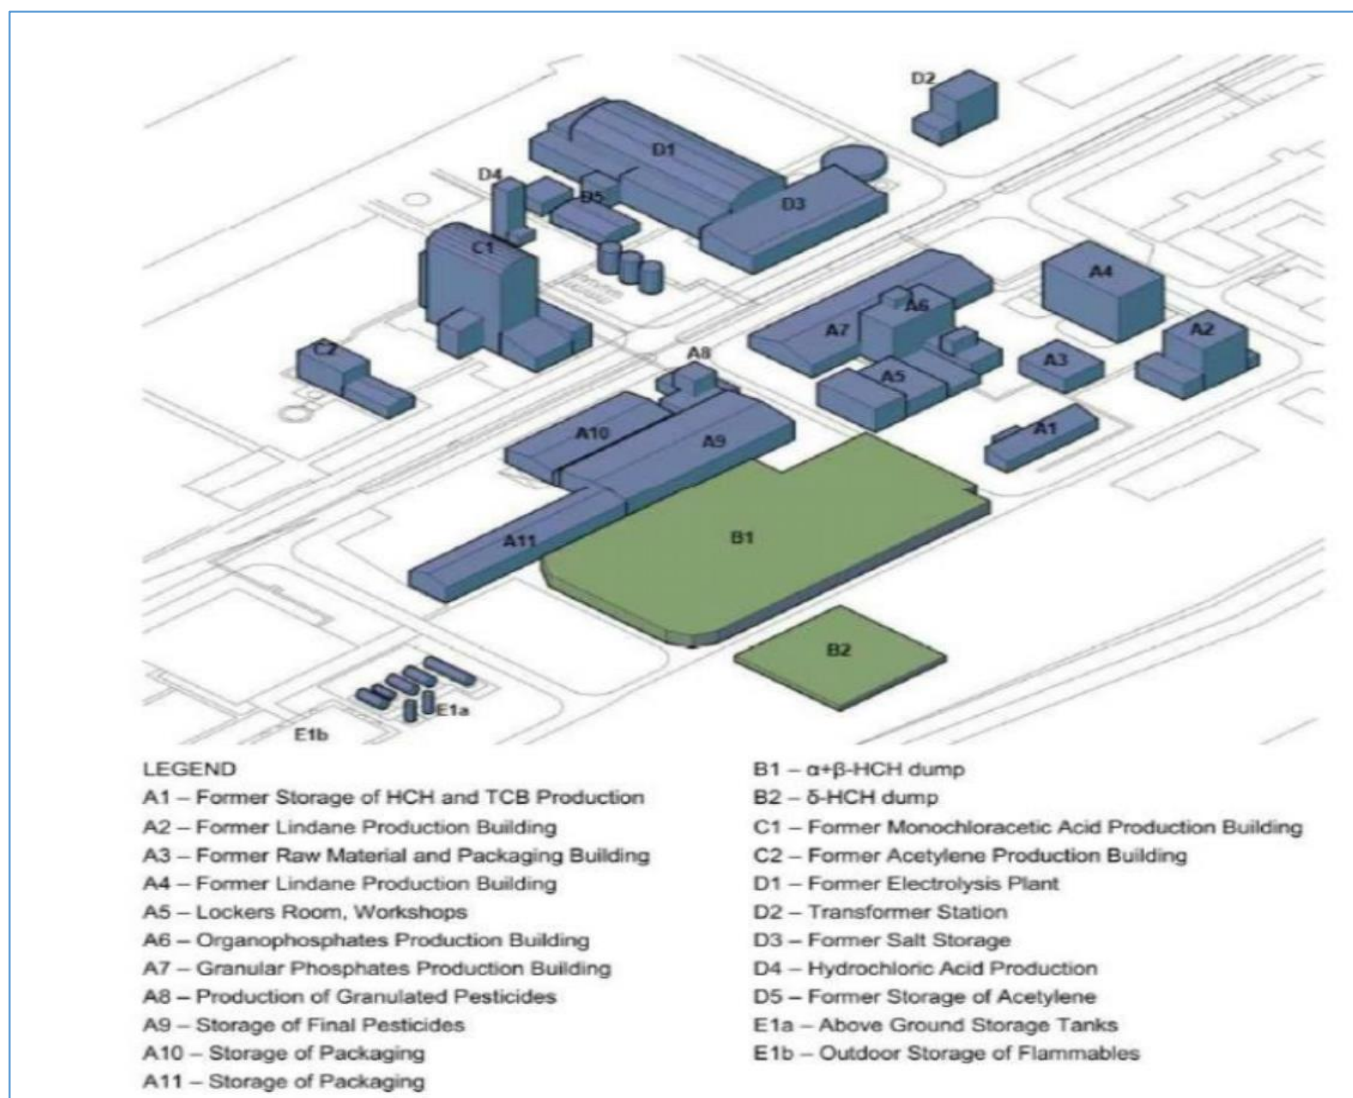 D2
D1
D4
D5
D3
C1
A4
A6
A7
A2
C2
A8
A3
A5
A10
A9
A1
A11
B1
B2
E1a
E1b
LEGEND
A1 – Former Storage of HCH and TCB Production
A2 – Former Lindane Production Building
A3 – Former Raw Material and Packaging Building
A4 – Former Lindane Production Building
A5 – Lockers Room, Workshops
A6 – Organophosphates Production Building
A7 – Granular Phosphates Production Building
A8 – Production of Granulated Pesticides
A9 – Storage of Final Pesticides
A10 – Storage of Packaging
A11 – Storage of Packaging
B1 – α+β-HCH dump
B2 – δ-HCH dump
C1 – Former Monochloracetic Acid Production Building
C2 – Former Acetylene Production Building
D1 – Former Electrolysis Plant
D2 – Transformer Station
D3 – Former Salt Storage
D4 – Hydrochloric Acid Production
D5 – Former Storage of Acetylene
E1a – Above Ground Storage Tanks
E1b – Outdoor Storage of Flammables